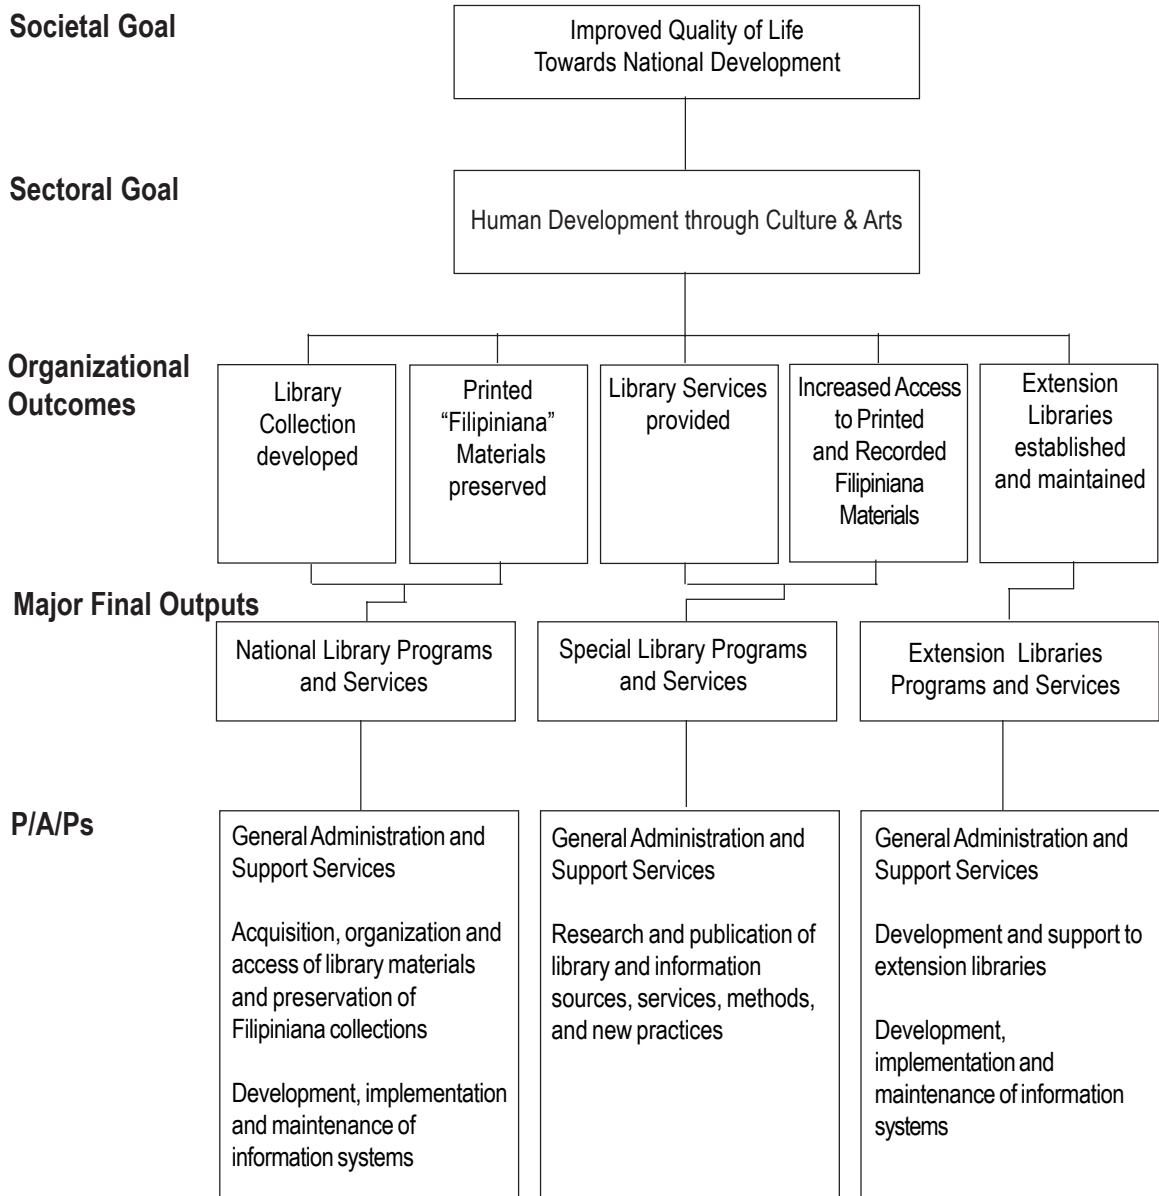 Societal Goal
Improved Quality of Life
Towards National Development
Sectoral Goal
Human Development through Culture & Arts
Organizational
Outcomes
Library
Collection
developed
Printed
“Filipiniana”
Materials
preserved
Library Services
provided
Increased Access
to Printed
and Recorded
Filipiniana
Materials
Extension
Libraries
established
and maintained
Major Final Outputs
National Library Programs
and Services
Special Library Programs
and Services
Extension Libraries
Programs and Services
P/A/Ps
General Administration and
Support Services
Acquisition, organization and
access of library materials
and preservation of
Filipiniana collections
Development, implementation
and maintenance of
information systems
General Administration and
Support Services
Research and publication of
library and information
sources, services, methods,
and new practices
General Administration and
Support Services
Development and support to
extension libraries
Development,
implementation and
maintenance of information
systems